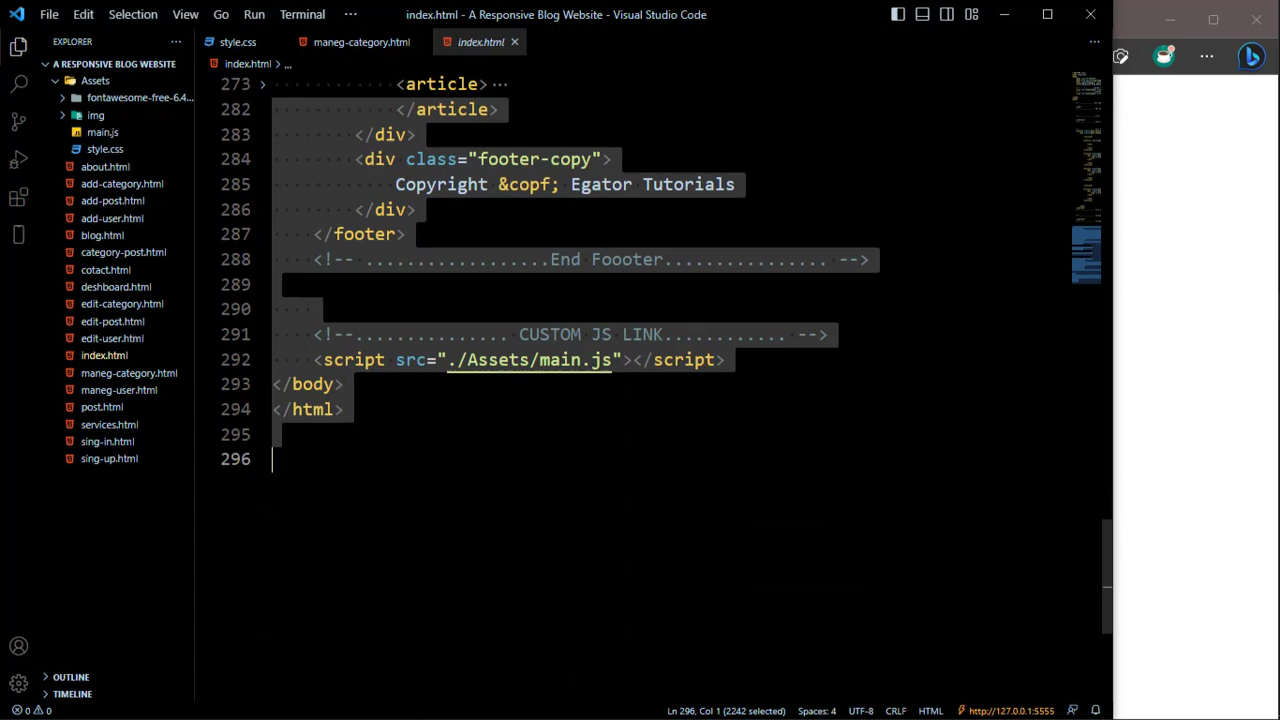 File Edit Selection View Go Run Terminal ··· index.html - A Responsive Blog Website - Visual Studio Code
EXPLORER ···
A RESPONSIVE BLOG WEBSITE
Assets
fontawesome-free-6.4...
img
main.js
style.css
about.html
add-category.html
add-post.html
add-user.html
blog.html
category-post.html
cotact.html
deshboard.html
edit-category.html
edit-post.html
edit-user.html
index.html
maneg-category.html
maneg-user.html
post.html
services.html
sing-in.html
sing-up.html
OUTLINE
TIMELINE
style.css maneg-category.html index.html
index.html > ...
273 <article>···
282 </article>
283 </div>
284 <div class="footer-copy">
285 Copyright &copf; Egator Tutorials
286 </div>
287 </footer>
288 <!-- ..................End Foooter............... -->
289
290
291 <!-- ............... CUSTOM JS LINK............ -->
292 <script src="./Assets/main.js"></script>
293 </body>
294 </html>
295
296
0 0 Ln 296, Col 1 (2242 selected) Spaces: 4 UTF-8 CRLF HTML http://127.0.0.1:5555